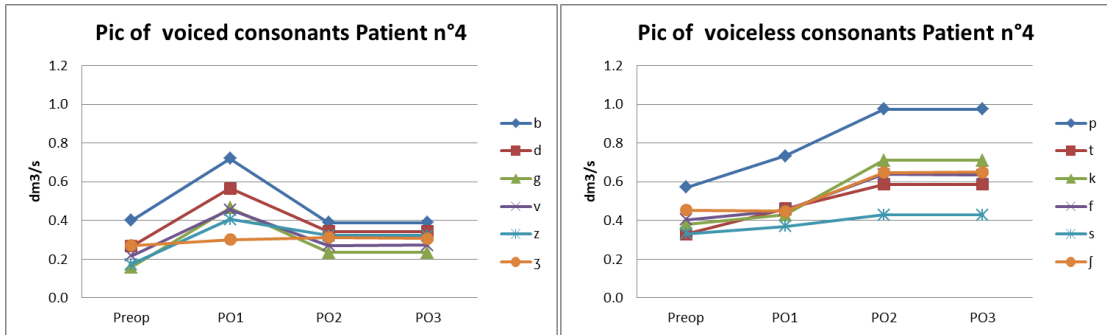 Pic of voiced consonants Patient n°4
dm3/s
1.2
1.0
0.8
0.6
0.4
0.2
0.0
Preop PO1 PO2 PO3
b
d
g
v
z
ʒ
Pic of voiceless consonants Patient n°4
dm3/s
1.2
1.0
0.8
0.6
0.4
0.2
0.0
Preop PO1 PO2 PO3
p
t
k
f
s
ʃ